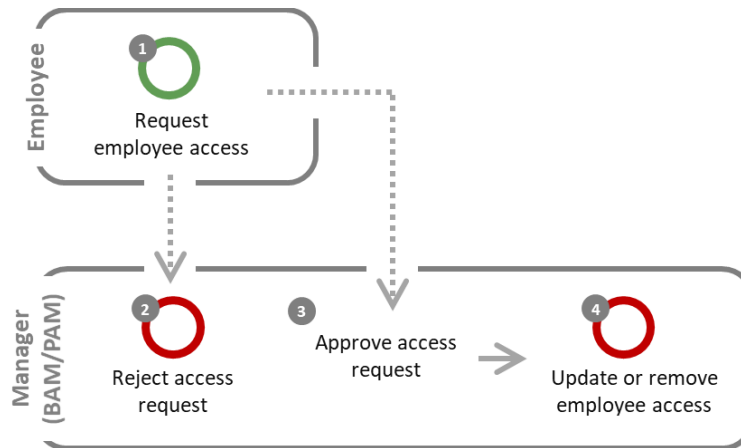 Employee
1
Request
employee access
Manager
(BAM/PAM)
2
Reject access
request
3
Approve access
request
4
Update or remove
employee access